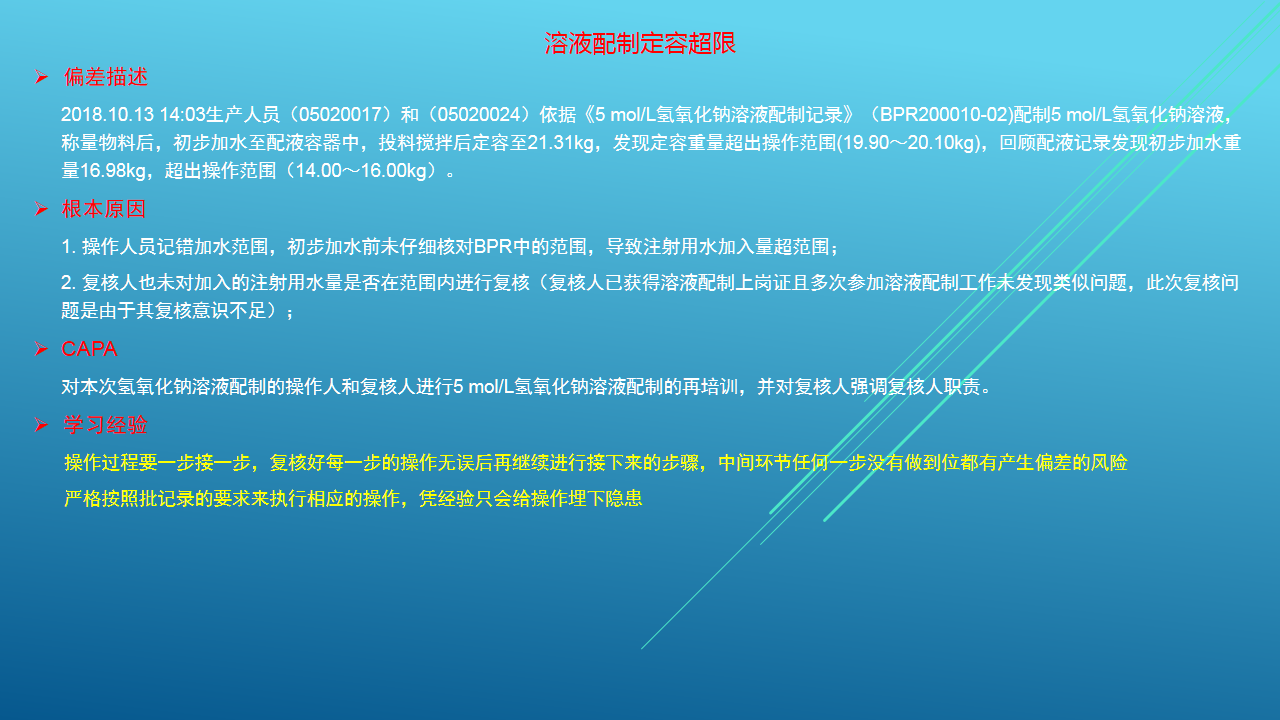 溶液配制定容超限
偏差描述
2018.10.13 14:03生产人员（05020017）和（05020024）依据《5 mol/L氢氧化钠溶液配制记录》（BPR200010-02)配制5 mol/L氢氧化钠溶液，
称量物料后，初步加水至配液容器中，投料搅拌后定容至21.31kg，发现定容重量超出操作范围(19.90～20.10kg)，回顾配液记录发现初步加水重
量16.98kg，超出操作范围（14.00～16.00kg）。
根本原因
1. 操作人员记错加水范围，初步加水前未仔细核对BPR中的范围，导致注射用水加入量超范围；
2. 复核人也未对加入的注射用水量是否在范围内进行复核（复核人已获得溶液配制上岗证且多次参加溶液配制工作未发现类似问题，此次复核问
题是由于其复核意识不足）；
CAPA
对本次氢氧化钠溶液配制的操作人和复核人进行5 mol/L氢氧化钠溶液配制的再培训，并对复核人强调复核人职责。
学习经验
操作过程要一步接一步，复核好每一步的操作无误后再继续进行接下来的步骤，中间环节任何一步没有做到位都有产生偏差的风险
严格按照批记录的要求来执行相应的操作，凭经验只会给操作埋下隐患